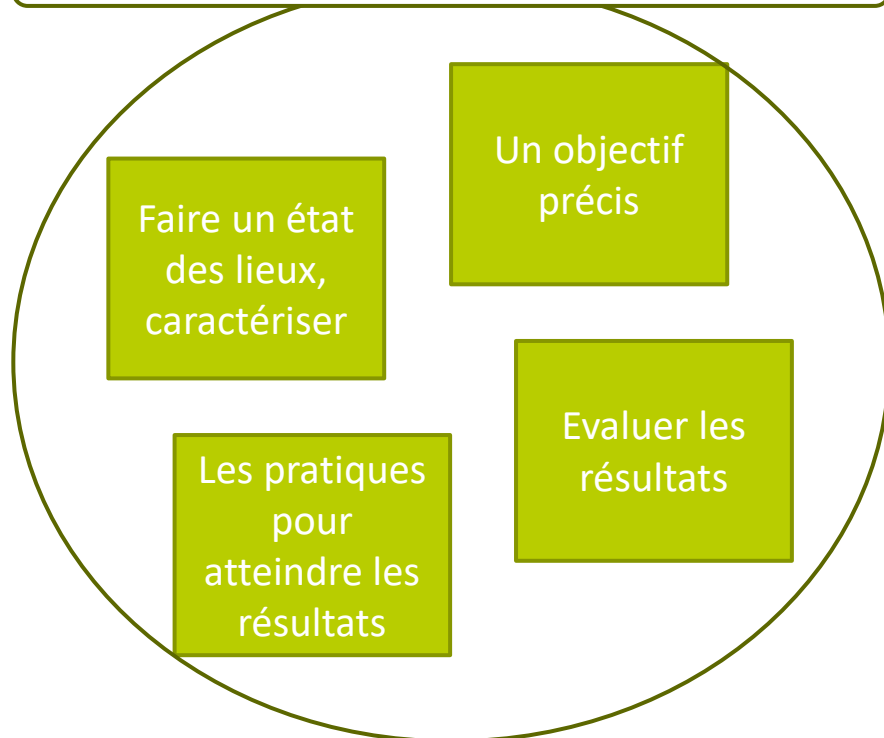 Un objectif
précis
Faire un état
des lieux,
caractériser
Evaluer les
résultats
Les pratiques
pour
atteindre les
résultats